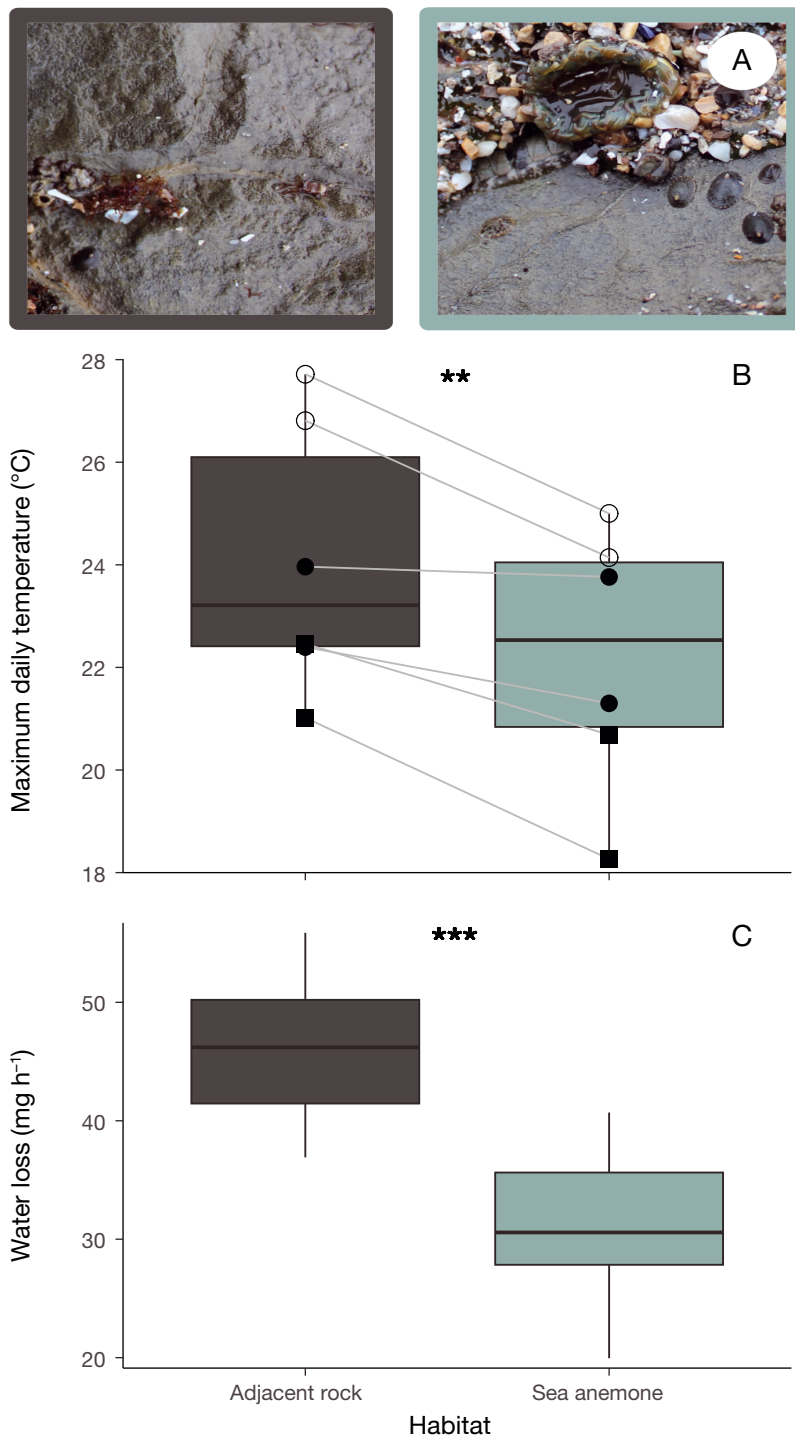 A
28
26
24
22
20
18
Maximum daily temperature (°C)
**
B
50
40
30
20
Water loss (mg h⁻¹)
***
C
Adjacent rock
Sea anemone
Habitat